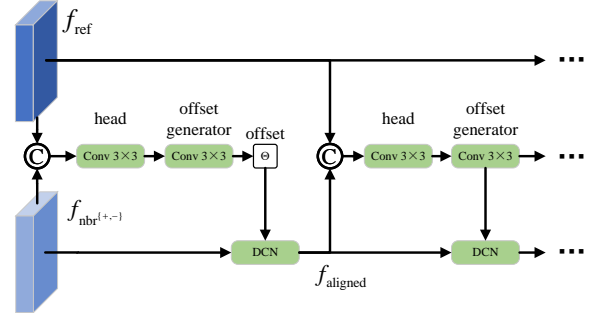 f_ref
...
head
offset generator
offset
head
offset generator
C
Conv 3×3
Conv 3×3
Θ
C
Conv 3×3
Conv 3×3
...
f_nbr{+,-}
DCN
f_aligned
DCN
...